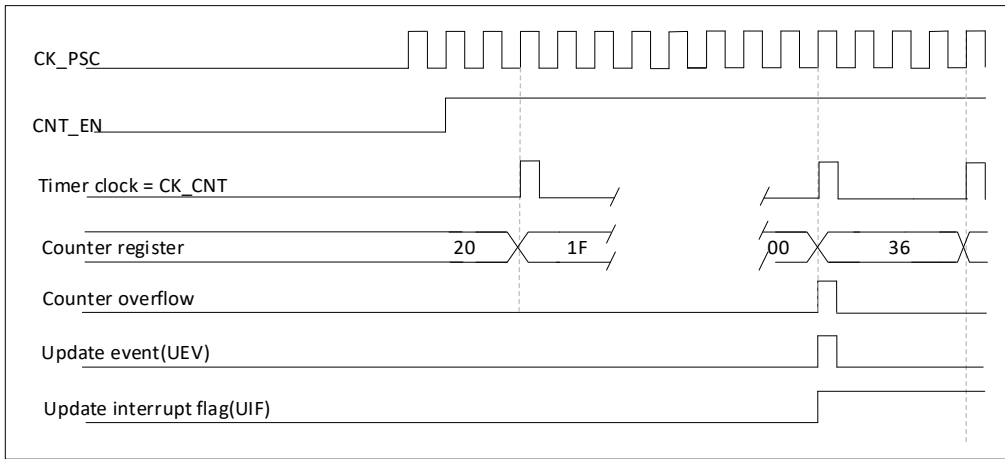 CK_PSC
CNT_EN
Timer clock = CK_CNT
Counter register 20 1F 00 36
Counter overflow
Update event(UEV)
Update interrupt flag(UIF)